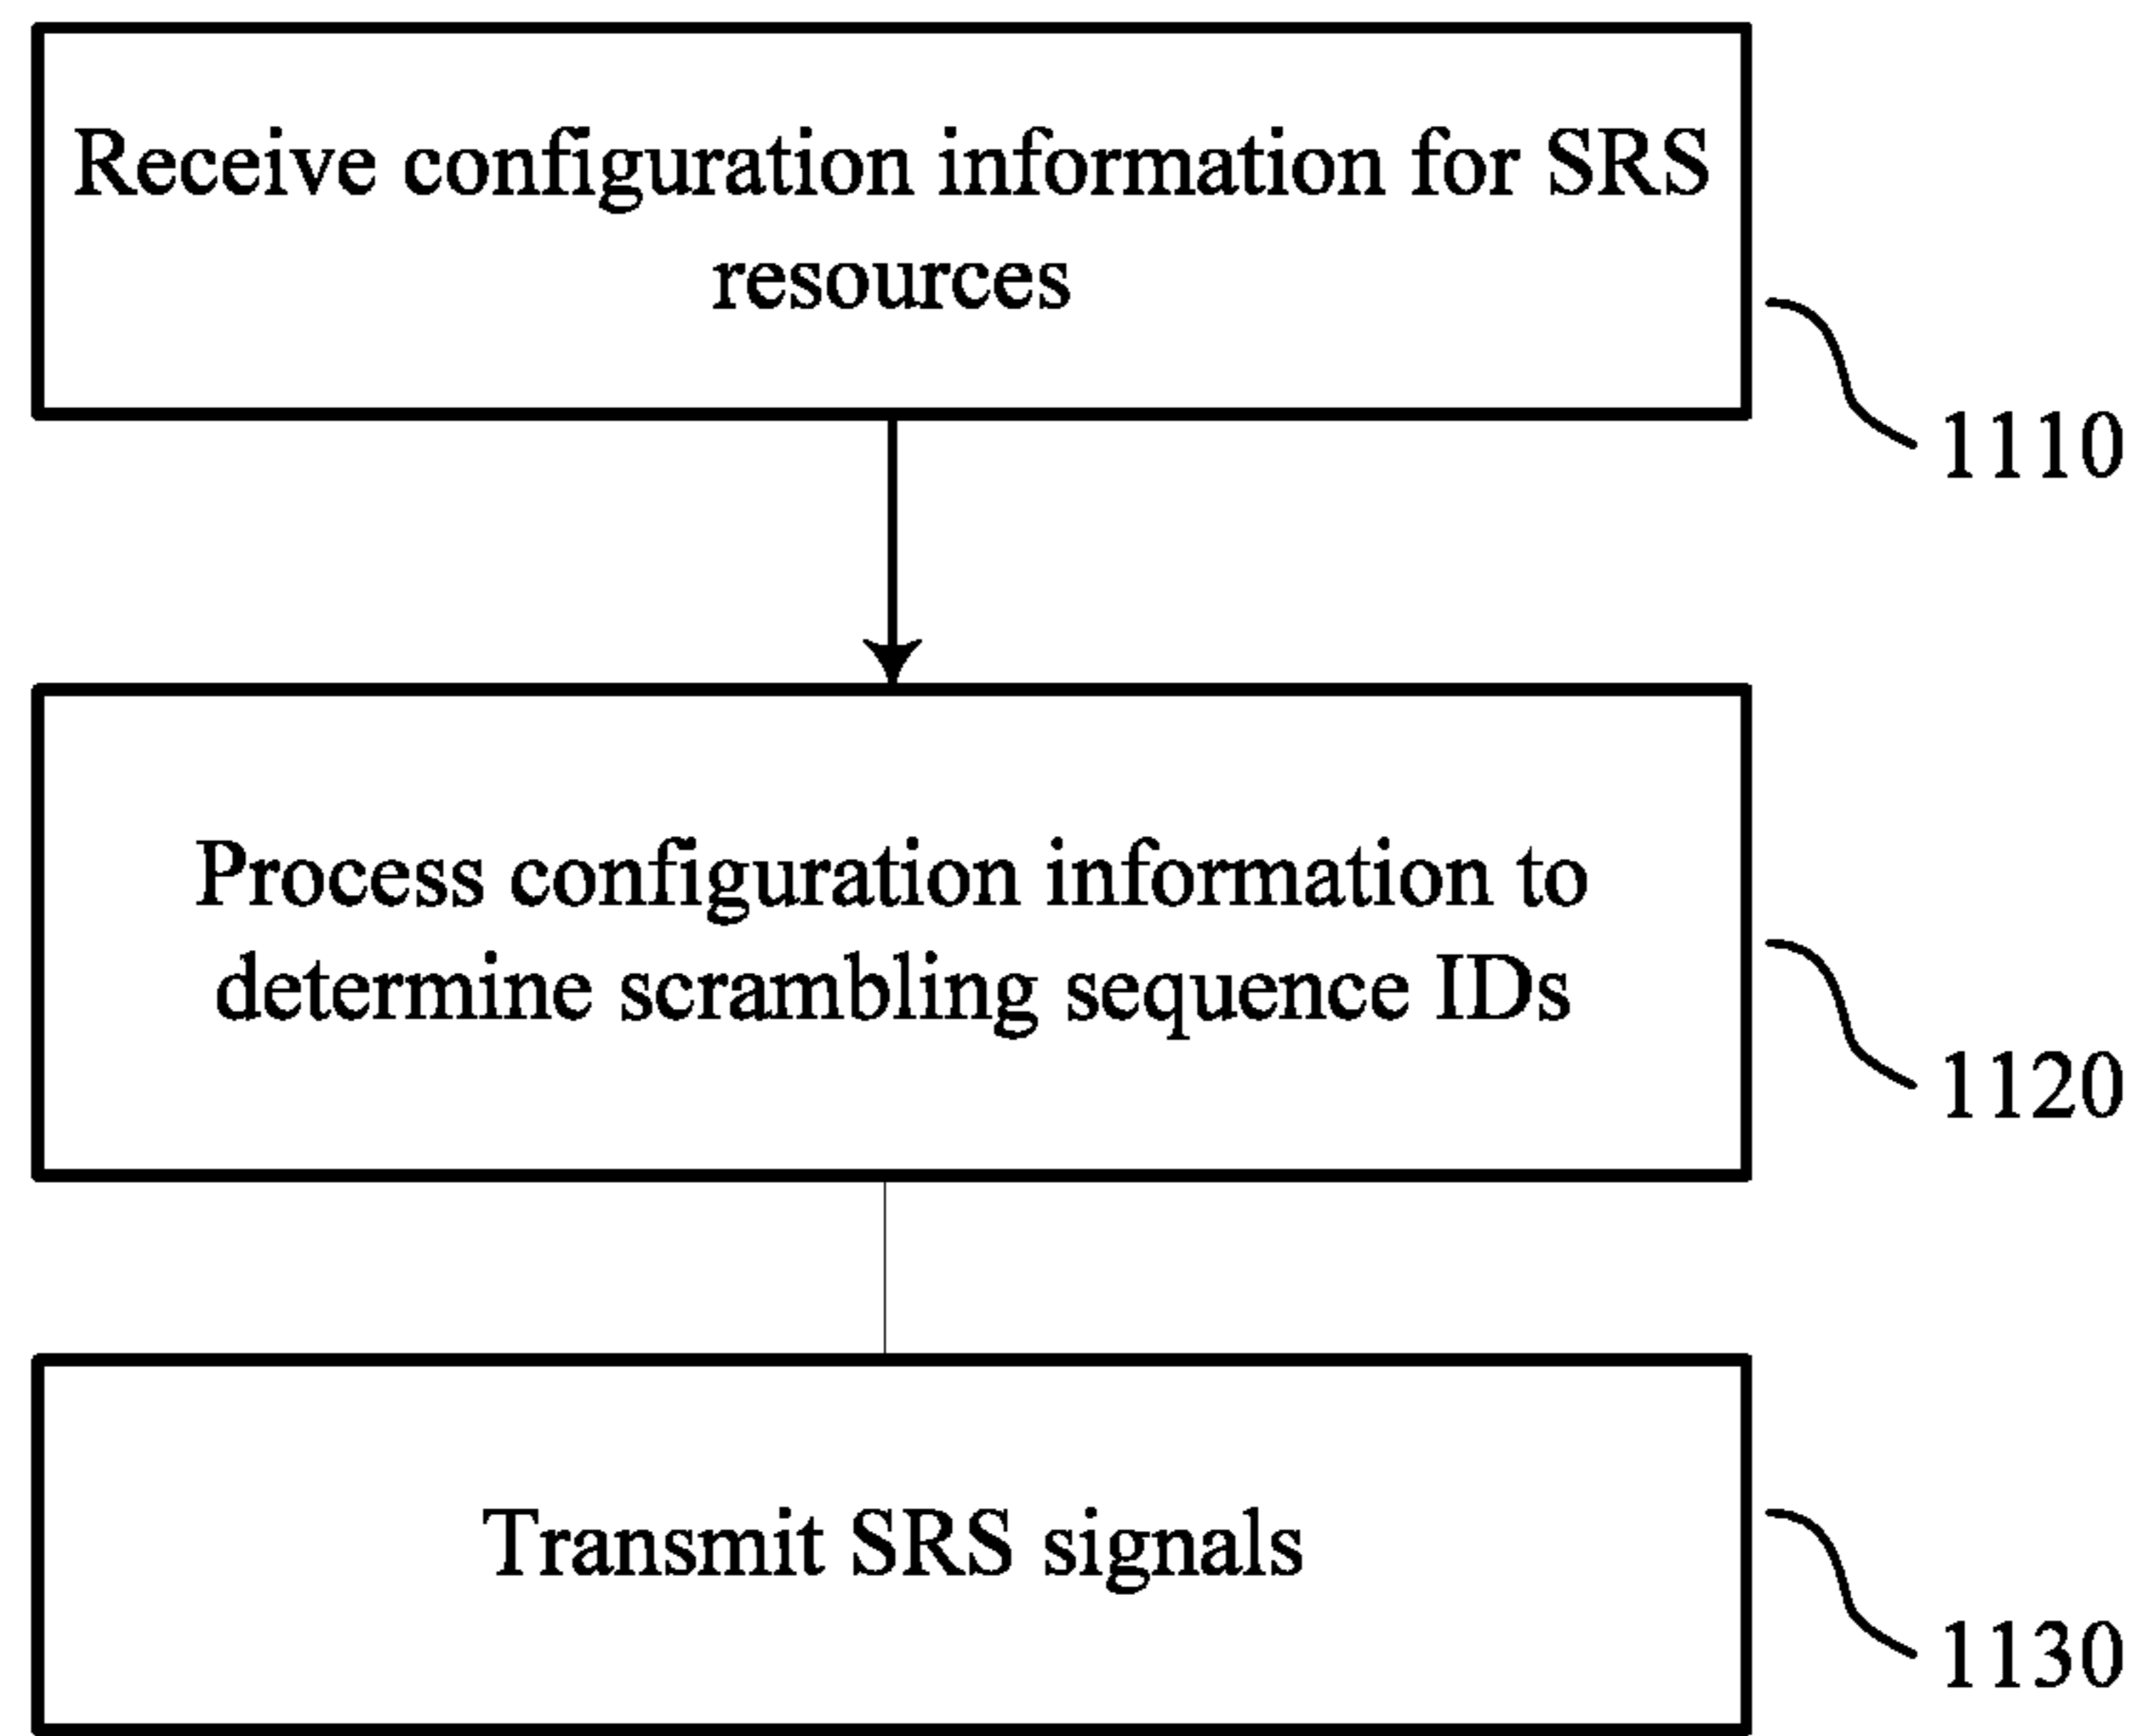 Receive configuration information for SRS
resources
1110
Process configuration information to
determine scrambling sequence IDs
1120
Transmit SRS signals
1130